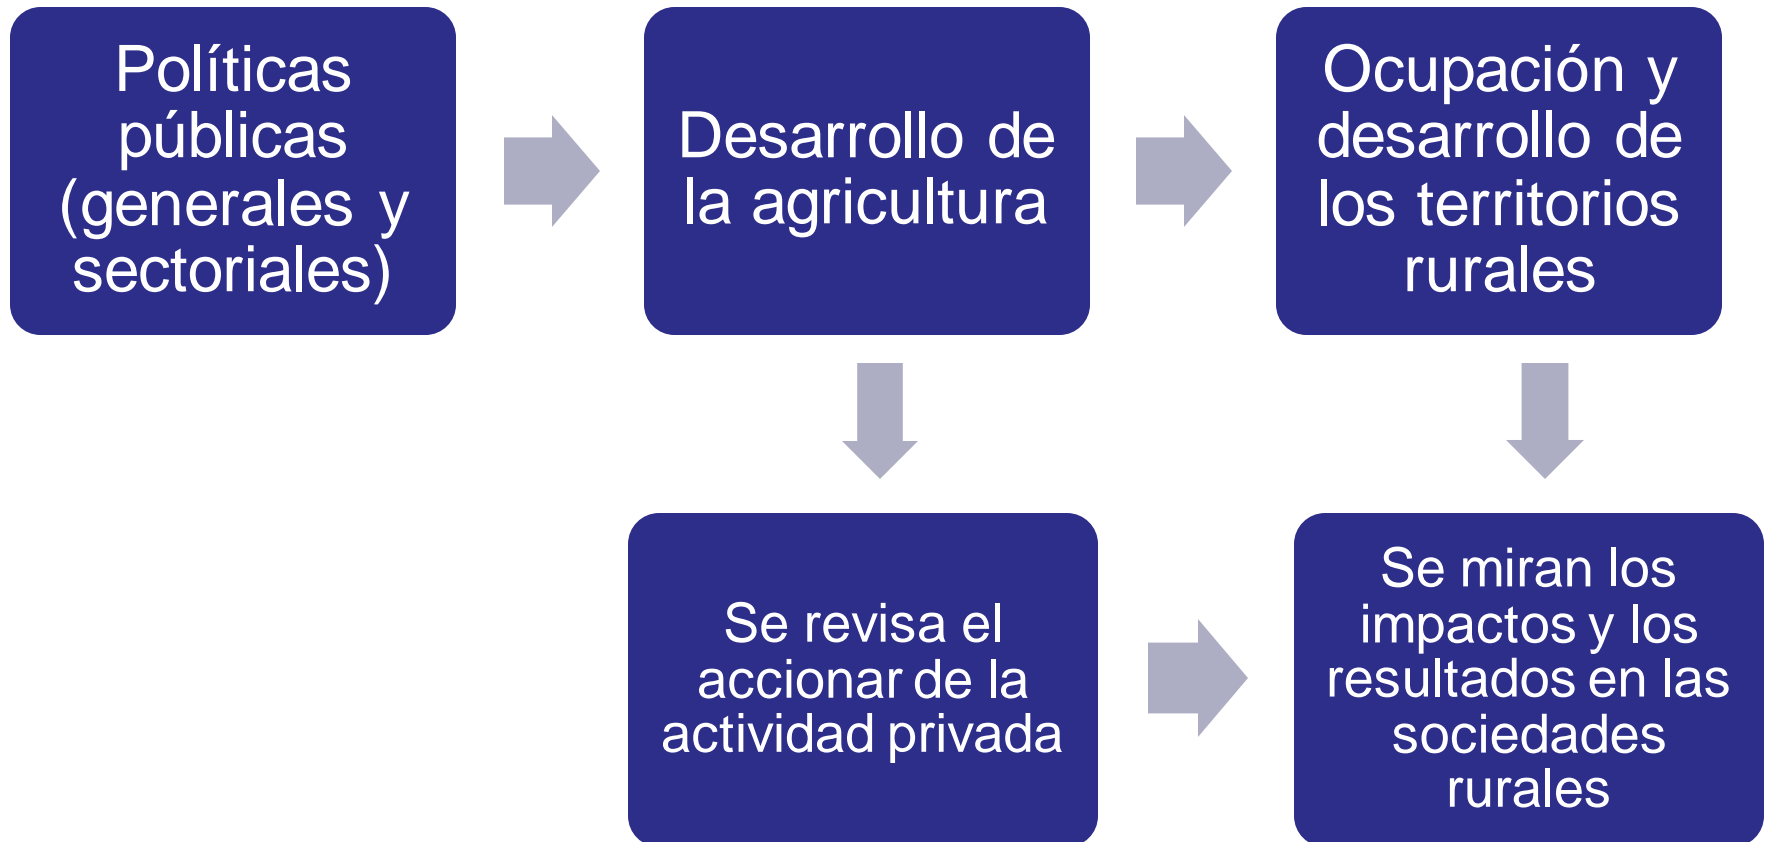 Políticas
públicas
(generales y
sectoriales)
Desarrollo de
la agricultura
Ocupación y
desarrollo de
los territorios
rurales
Se revisa el
accionar de la
actividad privada
Se miran los
impactos y los
resultados en las
sociedades
rurales